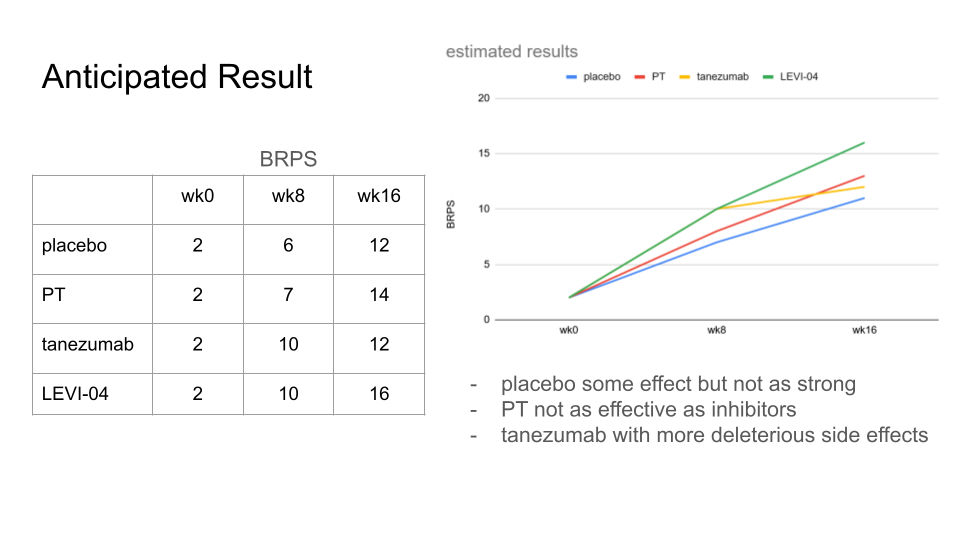 Anticipated Result
BRPS
wk0 wk8 wk16
placebo 2 6 12
PT 2 7 14
tanezumab 2 10 12
LEVI-04 2 10 16
estimated results
placebo PT tanezumab LEVI-04
20
15
10
5
0
BRPS
wk0 wk8 wk16
- placebo some effect but not as strong
- PT not as effective as inhibitors
- tanezumab with more deleterious side effects